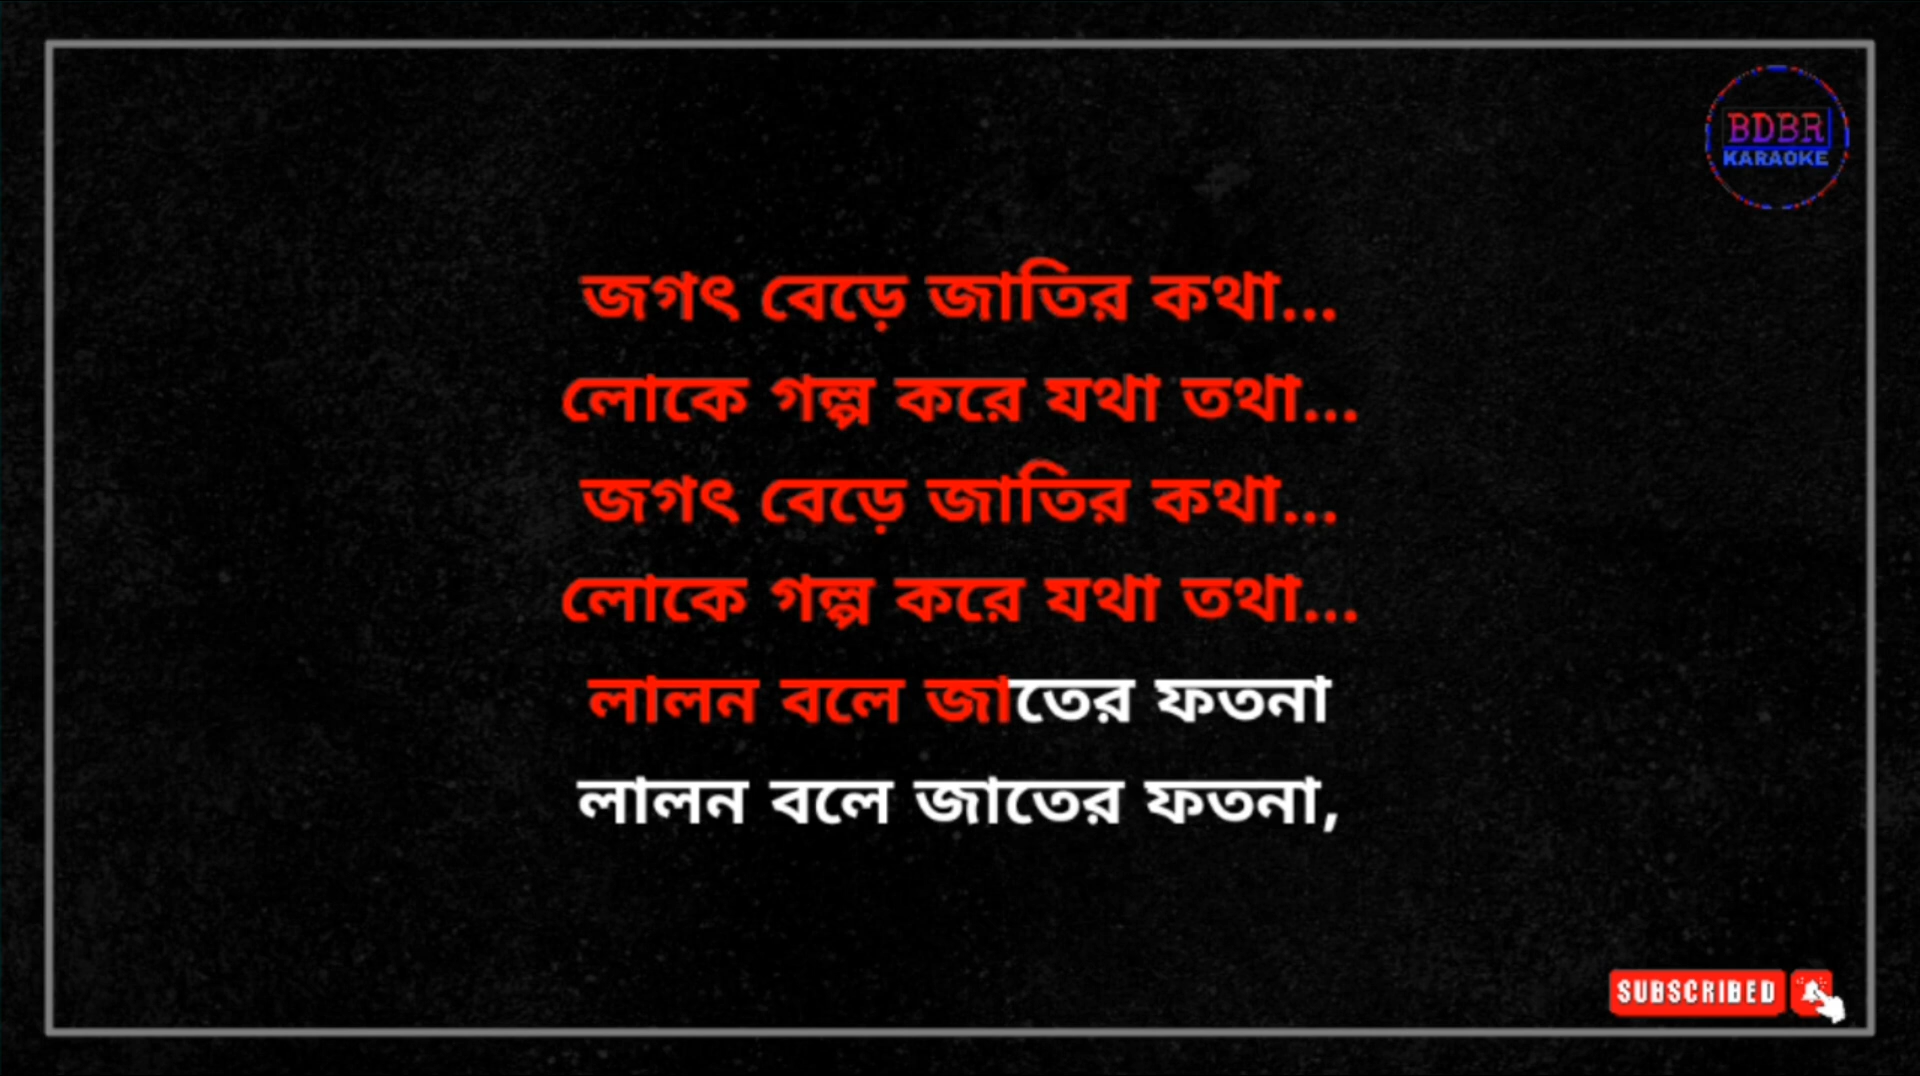 BDBR
KARAOKE
জগৎ বেড়ে জাতির কথা...
লোকে গল্প করে যথা তথা...
জগৎ বেড়ে জাতির কথা...
লোকে গল্প করে যথা তথা...
লালন বলে জাতের ফতনা
লালন বলে জাতের ফতনা,
SUBSCRIBED